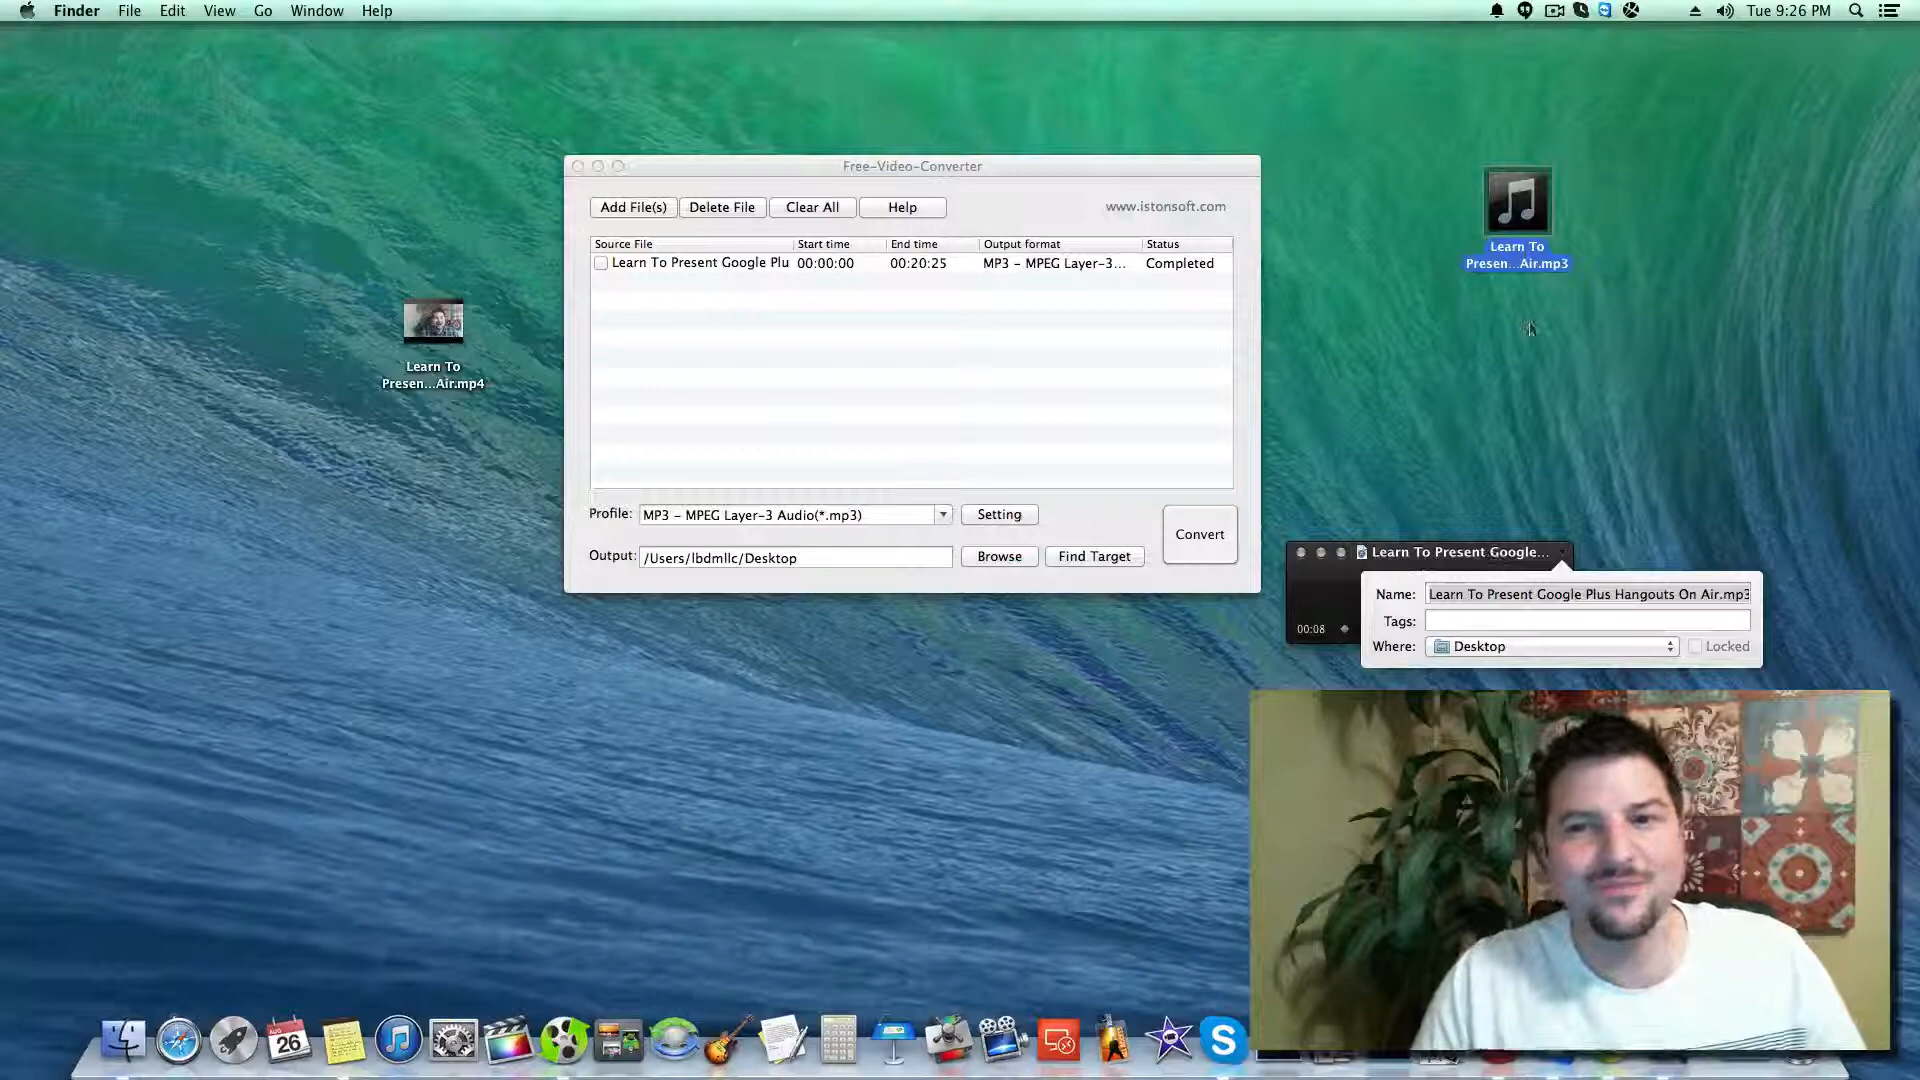 Finder File Edit View Go Window Help
Tue 9:26 PM
Free-Video-Converter
Add File(s) Delete File Clear All Help
www.istonsoft.com
Source File Start time End time Output format Status
Learn To Present Google Plu 00:00:00 00:20:25 MP3 – MPEG Layer-3... Completed
Profile: MP3 – MPEG Layer-3 Audio(*.mp3) Setting
Convert
Output: /Users/lbdmllc/Desktop Browse Find Target
Learn To
Presen...Air.mp4
Learn To
Presen...Air.mp3
Learn To Present Google...
00:08
Name: Learn To Present Google Plus Hangouts On Air.mp3
Tags:
Where: Desktop Locked
AUG
26
S